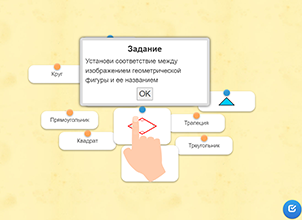 Задание
Установи соответствие между
изображением геометрической
фигуры и ее названием
OK
Круг
Прямоугольник
Трапеция
Квадрат
Треугольник